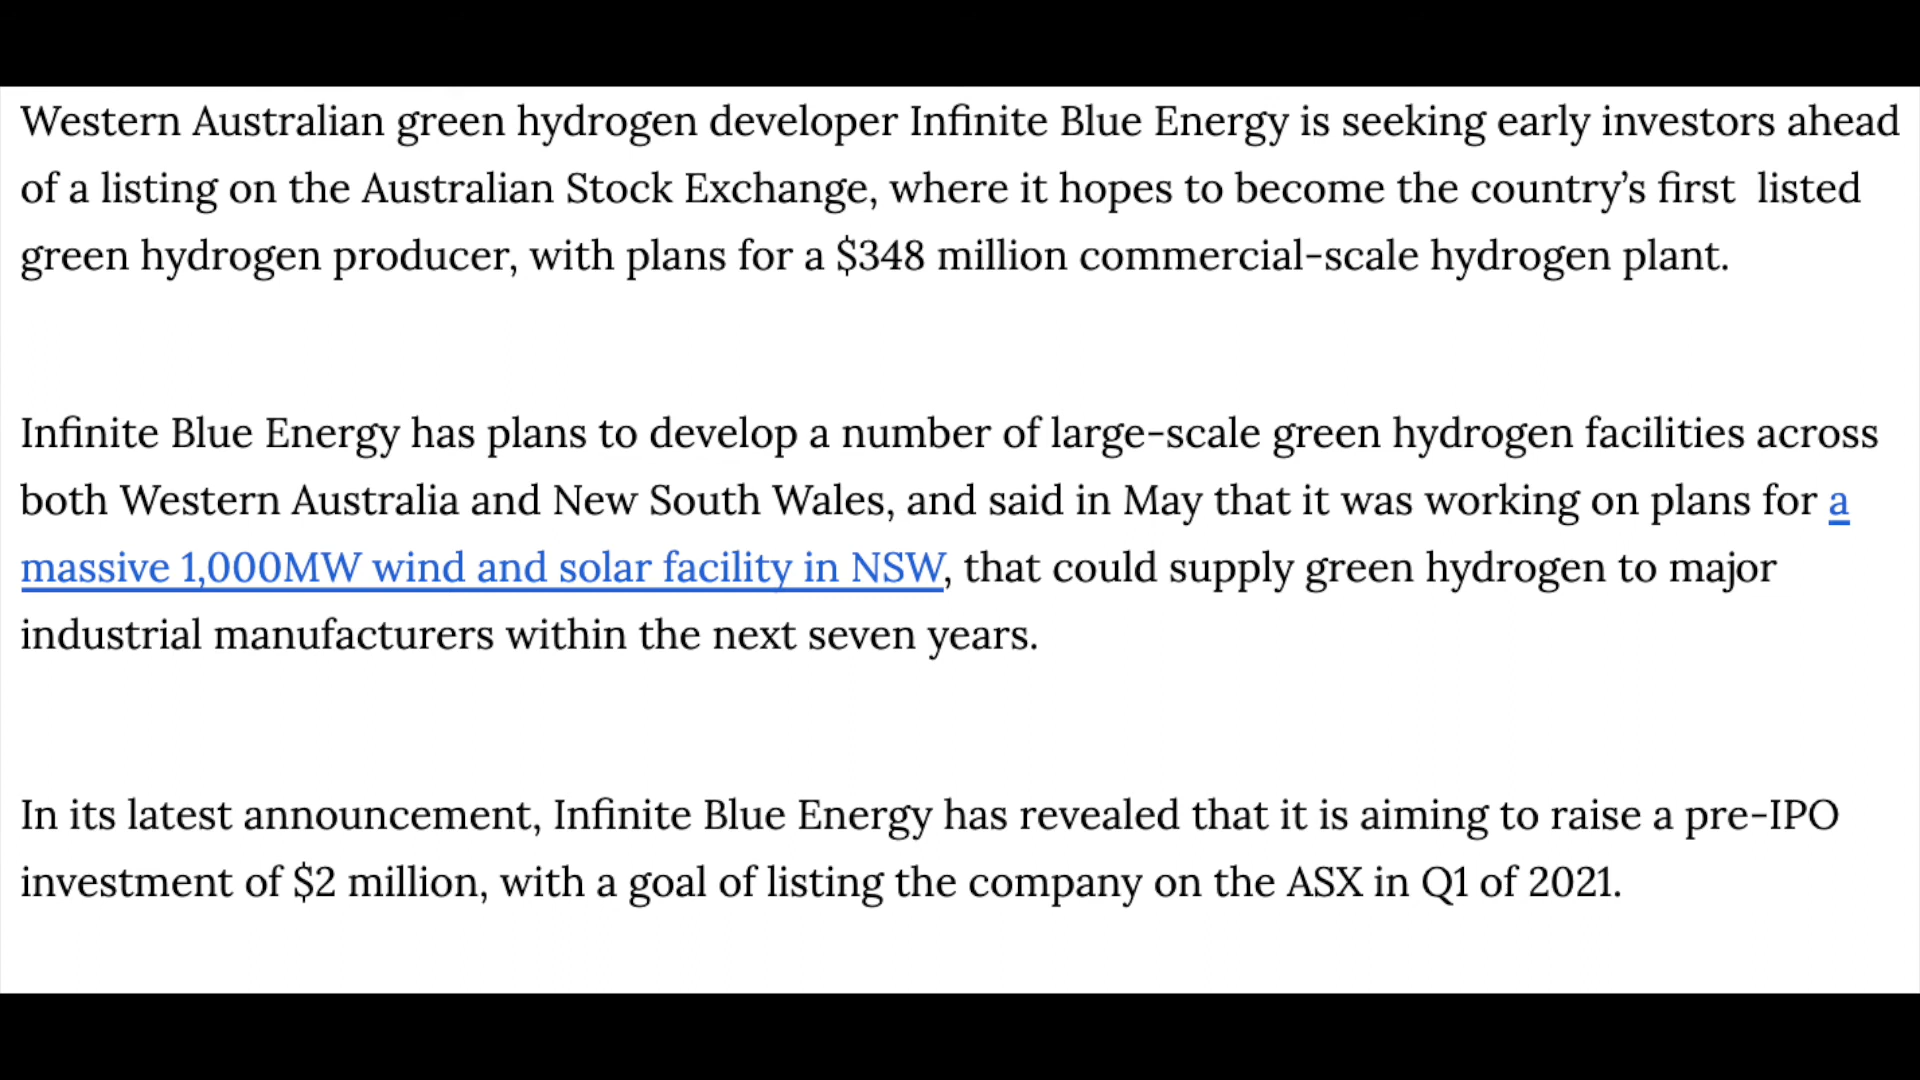 Western Australian green hydrogen developer Infinite Blue Energy is seeking early investors ahead
of a listing on the Australian Stock Exchange, where it hopes to become the country’s first  listed
green hydrogen producer, with plans for a $348 million commercial-scale hydrogen plant.
Infinite Blue Energy has plans to develop a number of large-scale green hydrogen facilities across
both Western Australia and New South Wales, and said in May that it was working on plans for a
massive 1,000MW wind and solar facility in NSW, that could supply green hydrogen to major
industrial manufacturers within the next seven years.
In its latest announcement, Infinite Blue Energy has revealed that it is aiming to raise a pre-IPO
investment of $2 million, with a goal of listing the company on the ASX in Q1 of 2021.